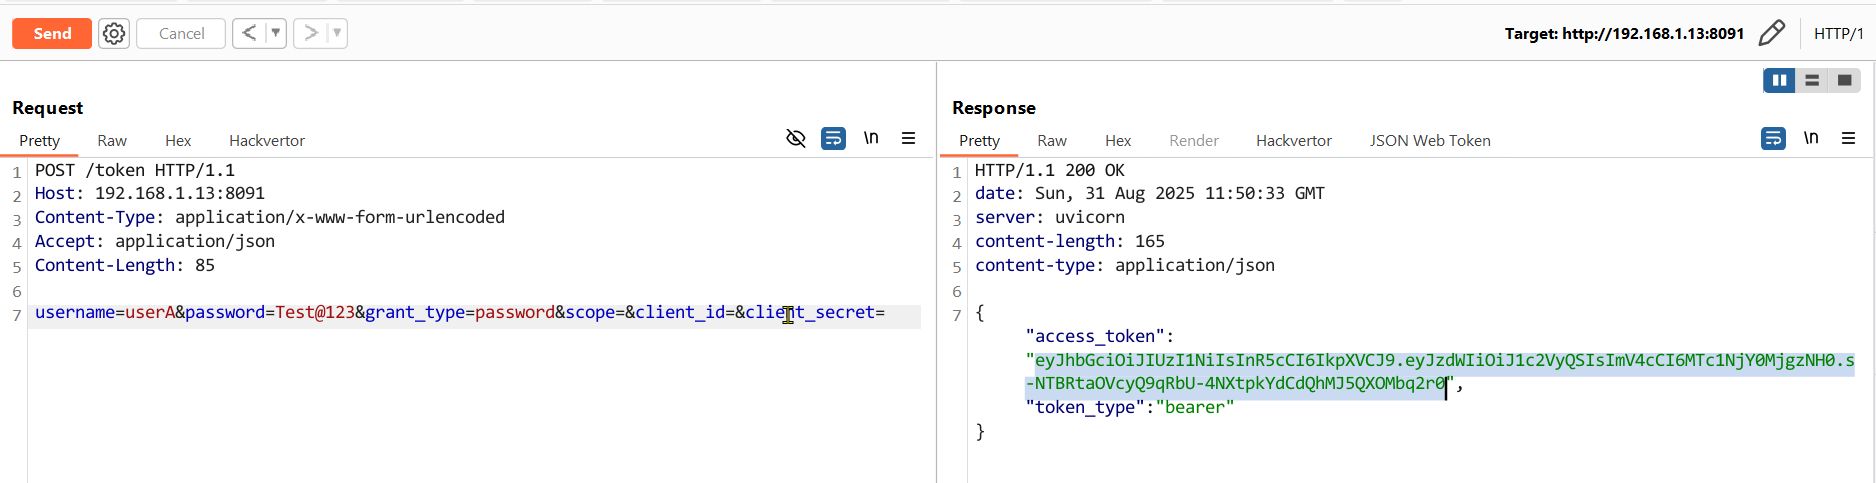 Send Cancel < > Target: http://192.168.1.13:8091 HTTP/1
Request
Pretty Raw Hex Hackvertor \n
1 POST /token HTTP/1.1
2 Host: 192.168.1.13:8091
3 Content-Type: application/x-www-form-urlencoded
4 Accept: application/json
5 Content-Length: 85
6
7 username=userA&password=Test@123&grant_type=password&scope=&client_id=&client_secret=
Response
Pretty Raw Hex Render Hackvertor JSON Web Token \n
1 HTTP/1.1 200 OK
2 date: Sun, 31 Aug 2025 11:50:33 GMT
3 server: uvicorn
4 content-length: 165
5 content-type: application/json
6
7 {
"access_token":
"eyJhbGciOiJIUzI1NiIsInR5cCI6IkpXVCJ9.eyJzdWIiOiJ1c2VyQSIsImV4cCI6MTc1NjY0MjgzNH0.s
-NTBRtaOVcyQ9qRbU-4NXtpkYdCdQhMJ5QXOMbq2r0",
"token_type":"bearer"
}